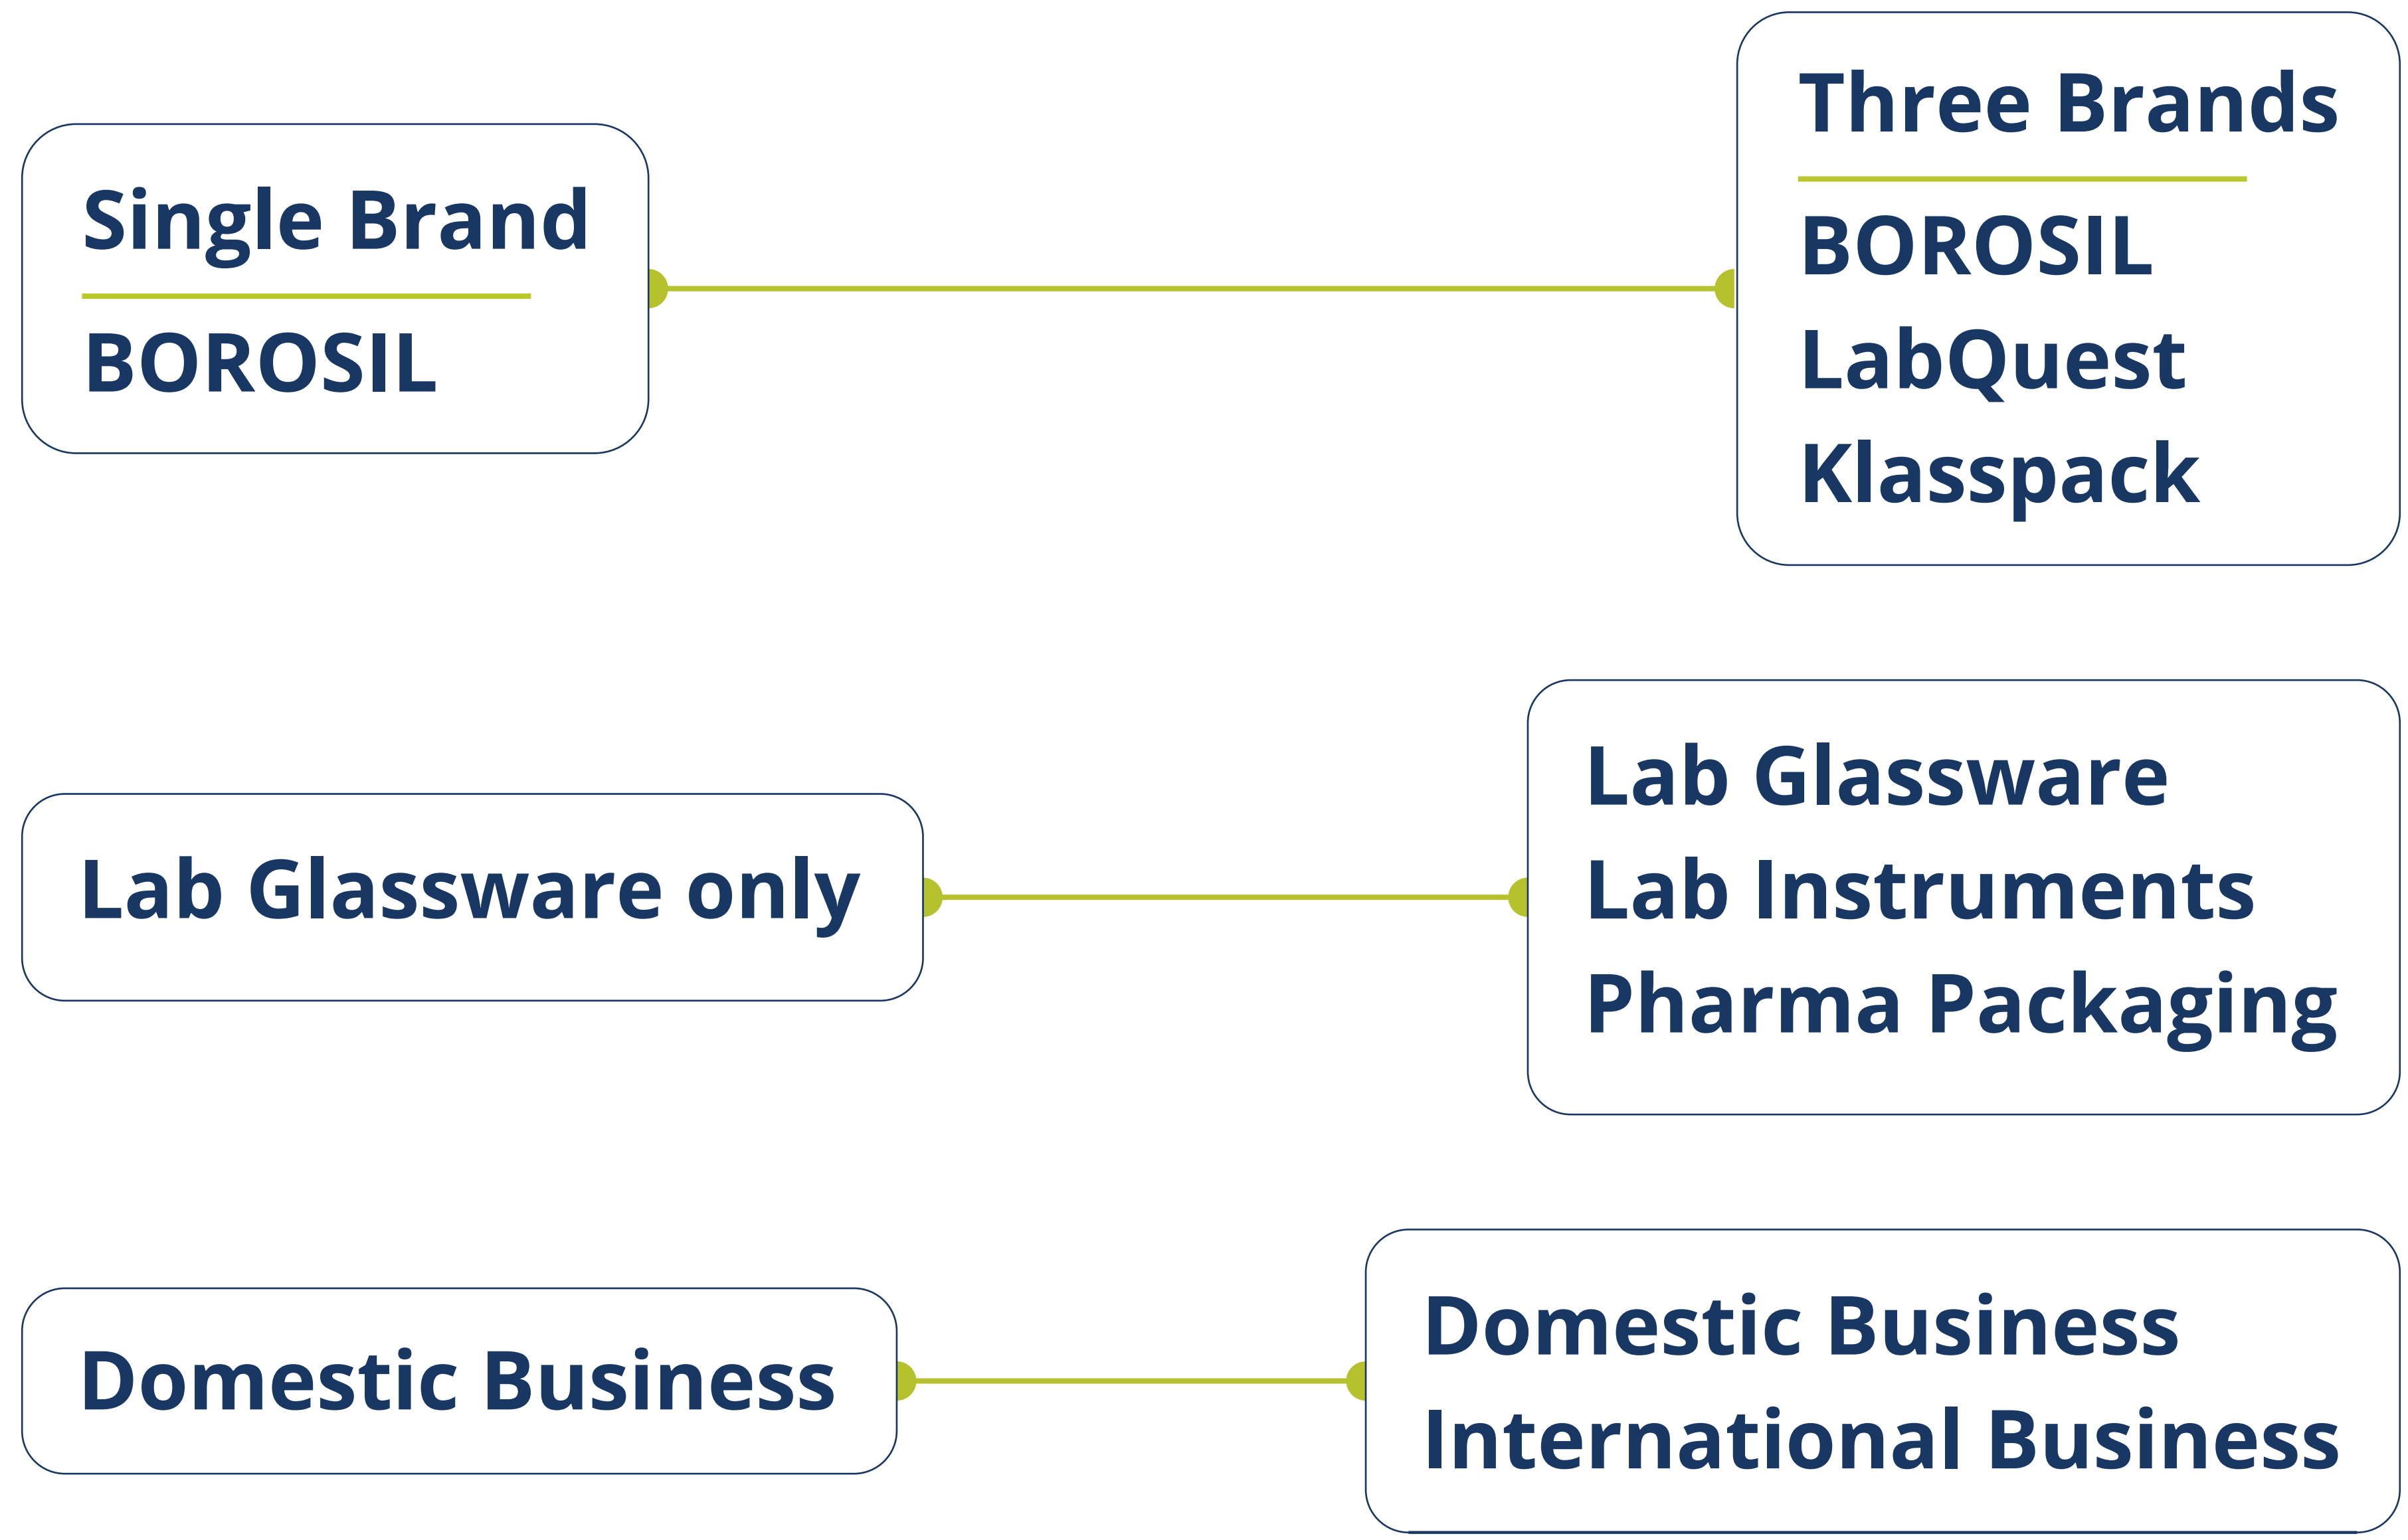 Single Brand
BOROSIL
Three Brands
BOROSIL
LabQuest
Klasspack
Lab Glassware only
Lab Glassware
Lab Instruments
Pharma Packaging
Domestic Business
Domestic Business
International Business